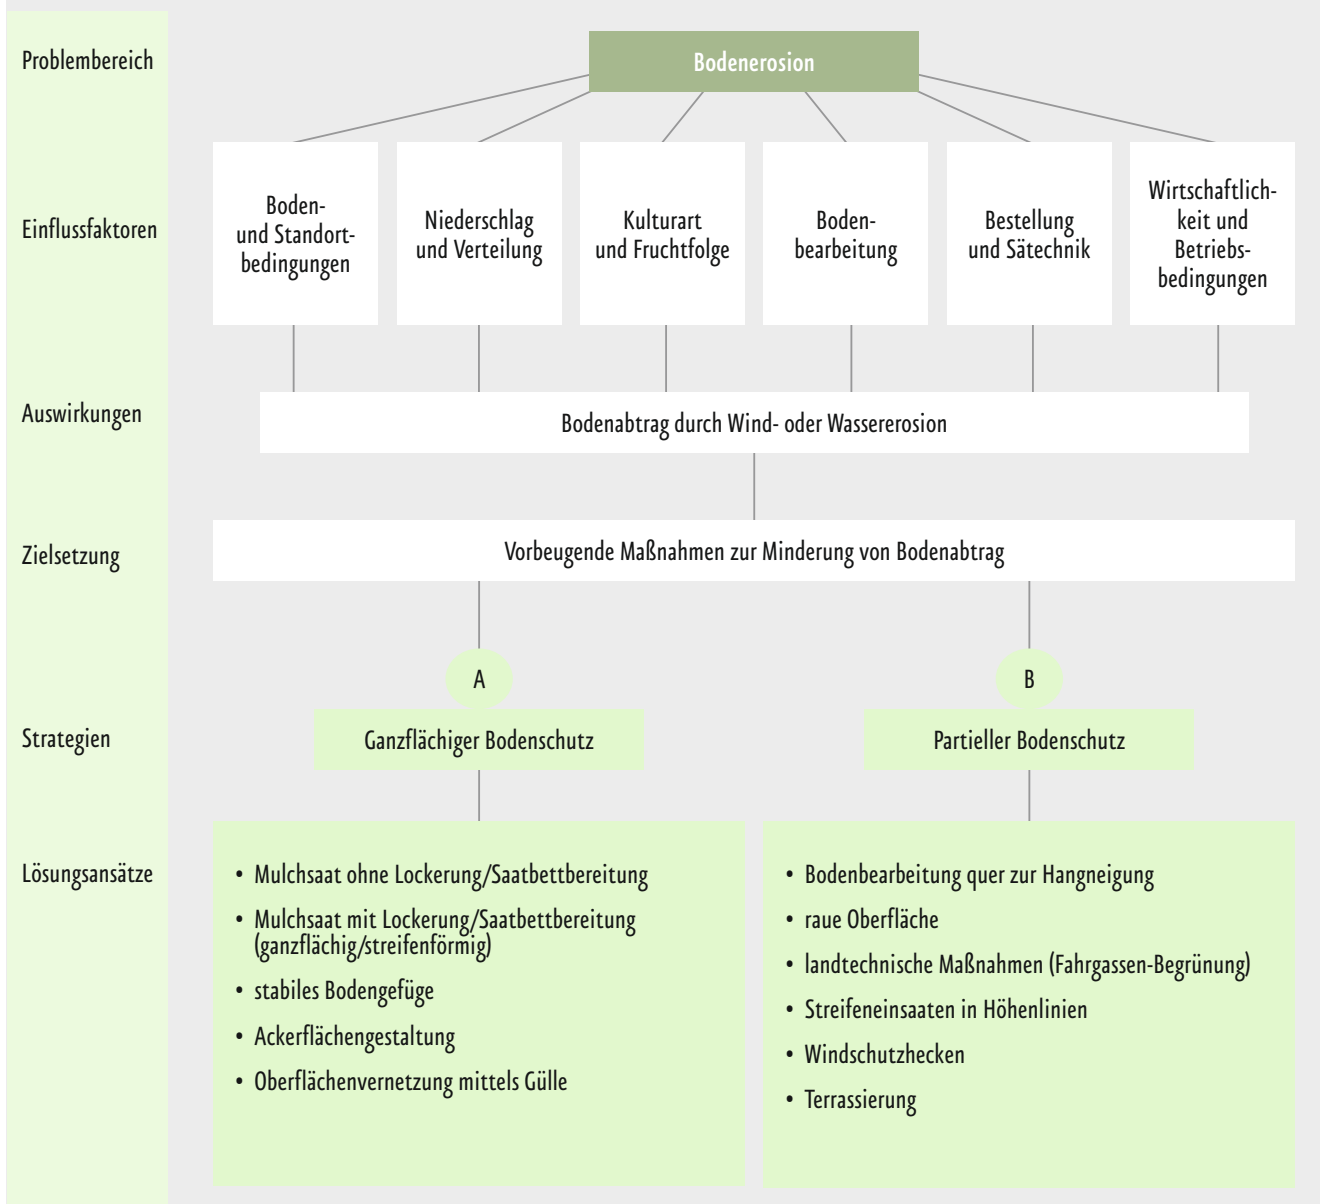 Problembereich
Bodenerosion
Einflussfaktoren
Boden-
und Standort-
bedingungen
Niederschlag
und Verteilung
Kulturart
und Fruchtfolge
Boden-
bearbeitung
Bestellung
und Sätechnik
Wirtschaftlich-
keit und
Betriebs-
bedingungen
Auswirkungen
Bodenabtrag durch Wind- oder Wassererosion
Zielsetzung
Vorbeugende Maßnahmen zur Minderung von Bodenabtrag
A
B
Strategien
Ganzflächiger Bodenschutz
Partieller Bodenschutz
Lösungsansätze
• Mulchsaat ohne Lockerung/Saatbettbereitung
• Mulchsaat mit Lockerung/Saatbettbereitung
(ganzflächig/streifenförmig)
• stabiles Bodengefüge
• Ackerflächengestaltung
• Oberflächenvernetzung mittels Gülle
• Bodenbearbeitung quer zur Hangneigung
• raue Oberfläche
• landtechnische Maßnahmen (Fahrgassen-Begrünung)
• Streifeneinsaaten in Höhenlinien
• Windschutzhecken
• Terrassierung